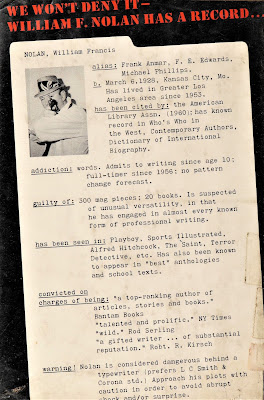 WE WON'T DENY IT—
WILLIAM F. NOLAN HAS A RECORD...
NOLAN, William Francis
alias: Frank Anmar, F. E. Edwards,
Michael Phillips.
b. March 6,1928, Kansas City, Mo.
Has lived in Greater Los
Angeles area since 1953.
has been cited by: the American
Library Assn. (1960); has known
record in Who's Who in
the West, Contemporary Authors,
Dictionary of International
Biography.
addiction: words. Admits to writing since age 10;
full-timer since 1956; no pattern
change forecast.
guilty of: 300 mag pieces; 20 books. Is suspected
of unusual versatility, in that
he has engaged in almost every known
form of professional writing.
has been seen in: Playboy, Sports Illustrated,
Alfred Hitchcock, The Saint, Terror
Detective, etc. Has also been known
to appear in "best" anthologies
and school texts.
convicted on
charges of being: "a top-ranking author of
articles, stories and books."
Bantam Books
"talented and prolific." NY Times
"wild." Rod Serling
"a gifted writer ... of substantial
reputation." Robt. R. Kirsch
warning! Nolan is considered dangerous behind a
typewriter (prefers L C Smith &
Corona std.) Approach his plots with
caution in order to avoid abrupt
shock and/or surprise.